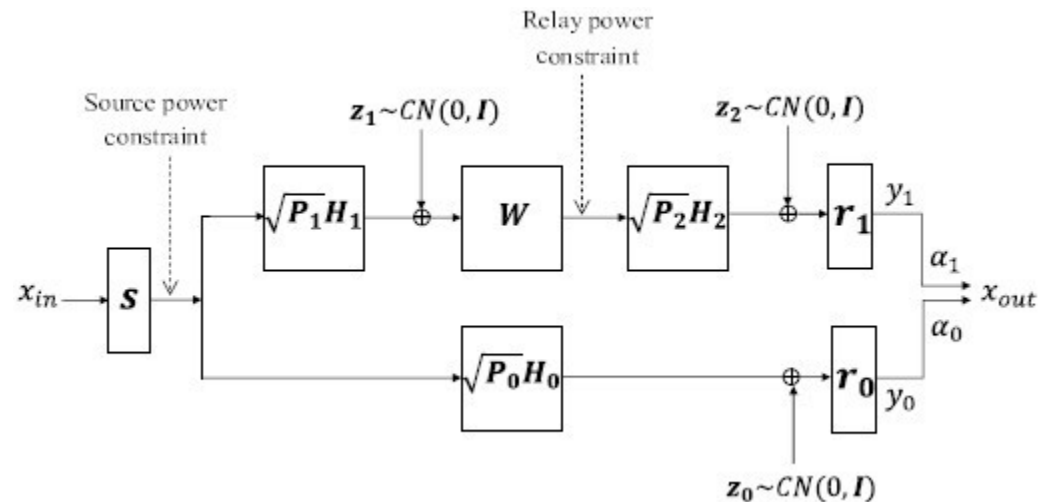 Relay power
constraint
Source power
constraint
z₁~CN(0, I)
z₂~CN(0, I)
√P₁H₁
W
√P₂H₂
r₁
y₁
α₁
x_in
s
x_out
α₀
√P₀H₀
r₀
y₀
z₀~CN(0, I)